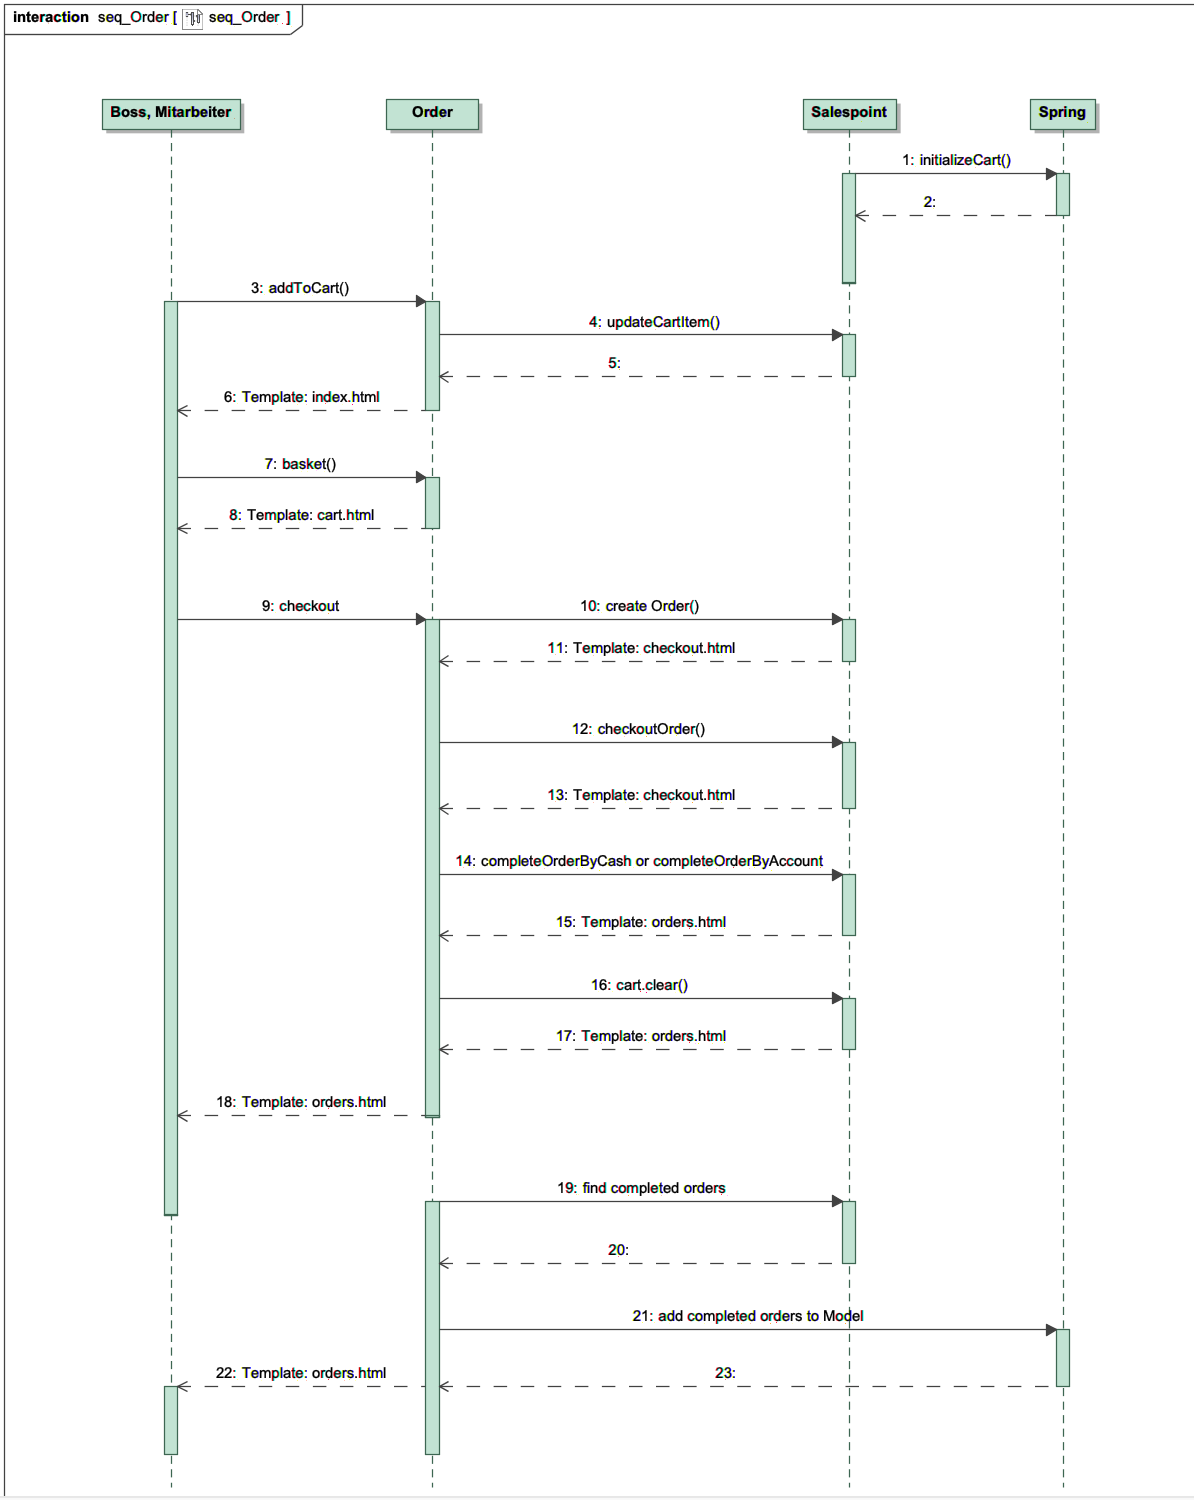 interaction seq_Order [ seq_Order ]
Boss, Mitarbeiter
Order
Salespoint
Spring
1: initializeCart()
2:
3: addToCart()
4: updateCartItem()
5:
6: Template: index.html
7: basket()
8: Template: cart.html
9: checkout
10: create Order()
11: Template: checkout.html
12: checkoutOrder()
13: Template: checkout.html
14: completeOrderByCash or completeOrderByAccount
15: Template: orders.html
16: cart.clear()
17: Template: orders.html
18: Template: orders.html
19: find completed orders
20:
21: add completed orders to Model
22: Template: orders.html
23: